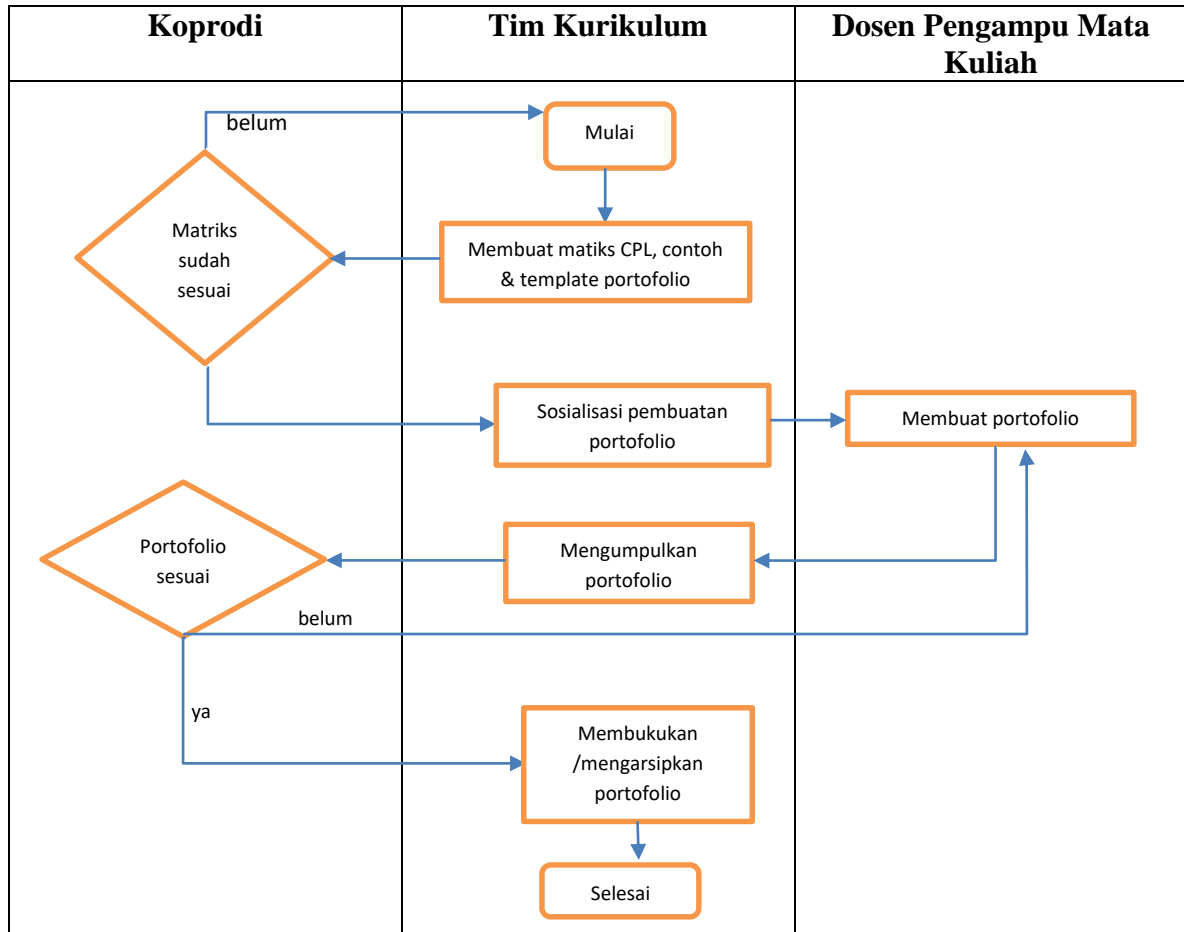 Koprodi
Tim Kurikulum
Dosen Pengampu Mata
Kuliah
belum
Mulai
Matriks
sudah
sesuai
Membuat matiks CPL, contoh
& template portofolio
Sosialisasi pembuatan
portofolio
Membuat portofolio
Portofolio
sesuai
Mengumpulkan
portofolio
belum
ya
Membukukan
/mengarsipkan
portofolio
Selesai